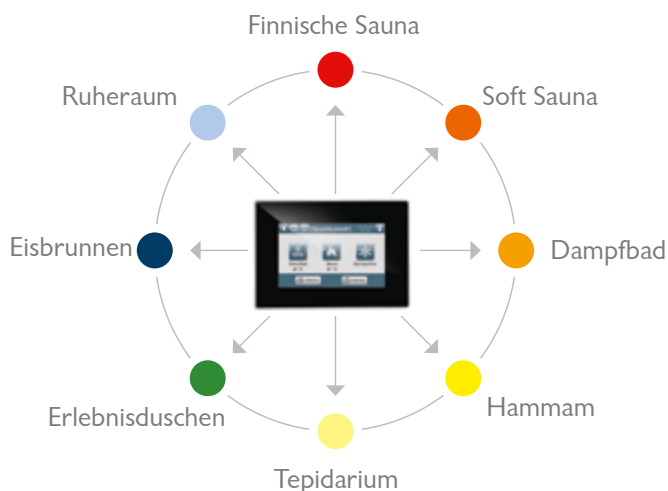 Finnische Sauna
Ruheraum
Soft Sauna
Eisbrunnen
Dampfbad
Erlebnisduschen
Hammam
Tepidarium